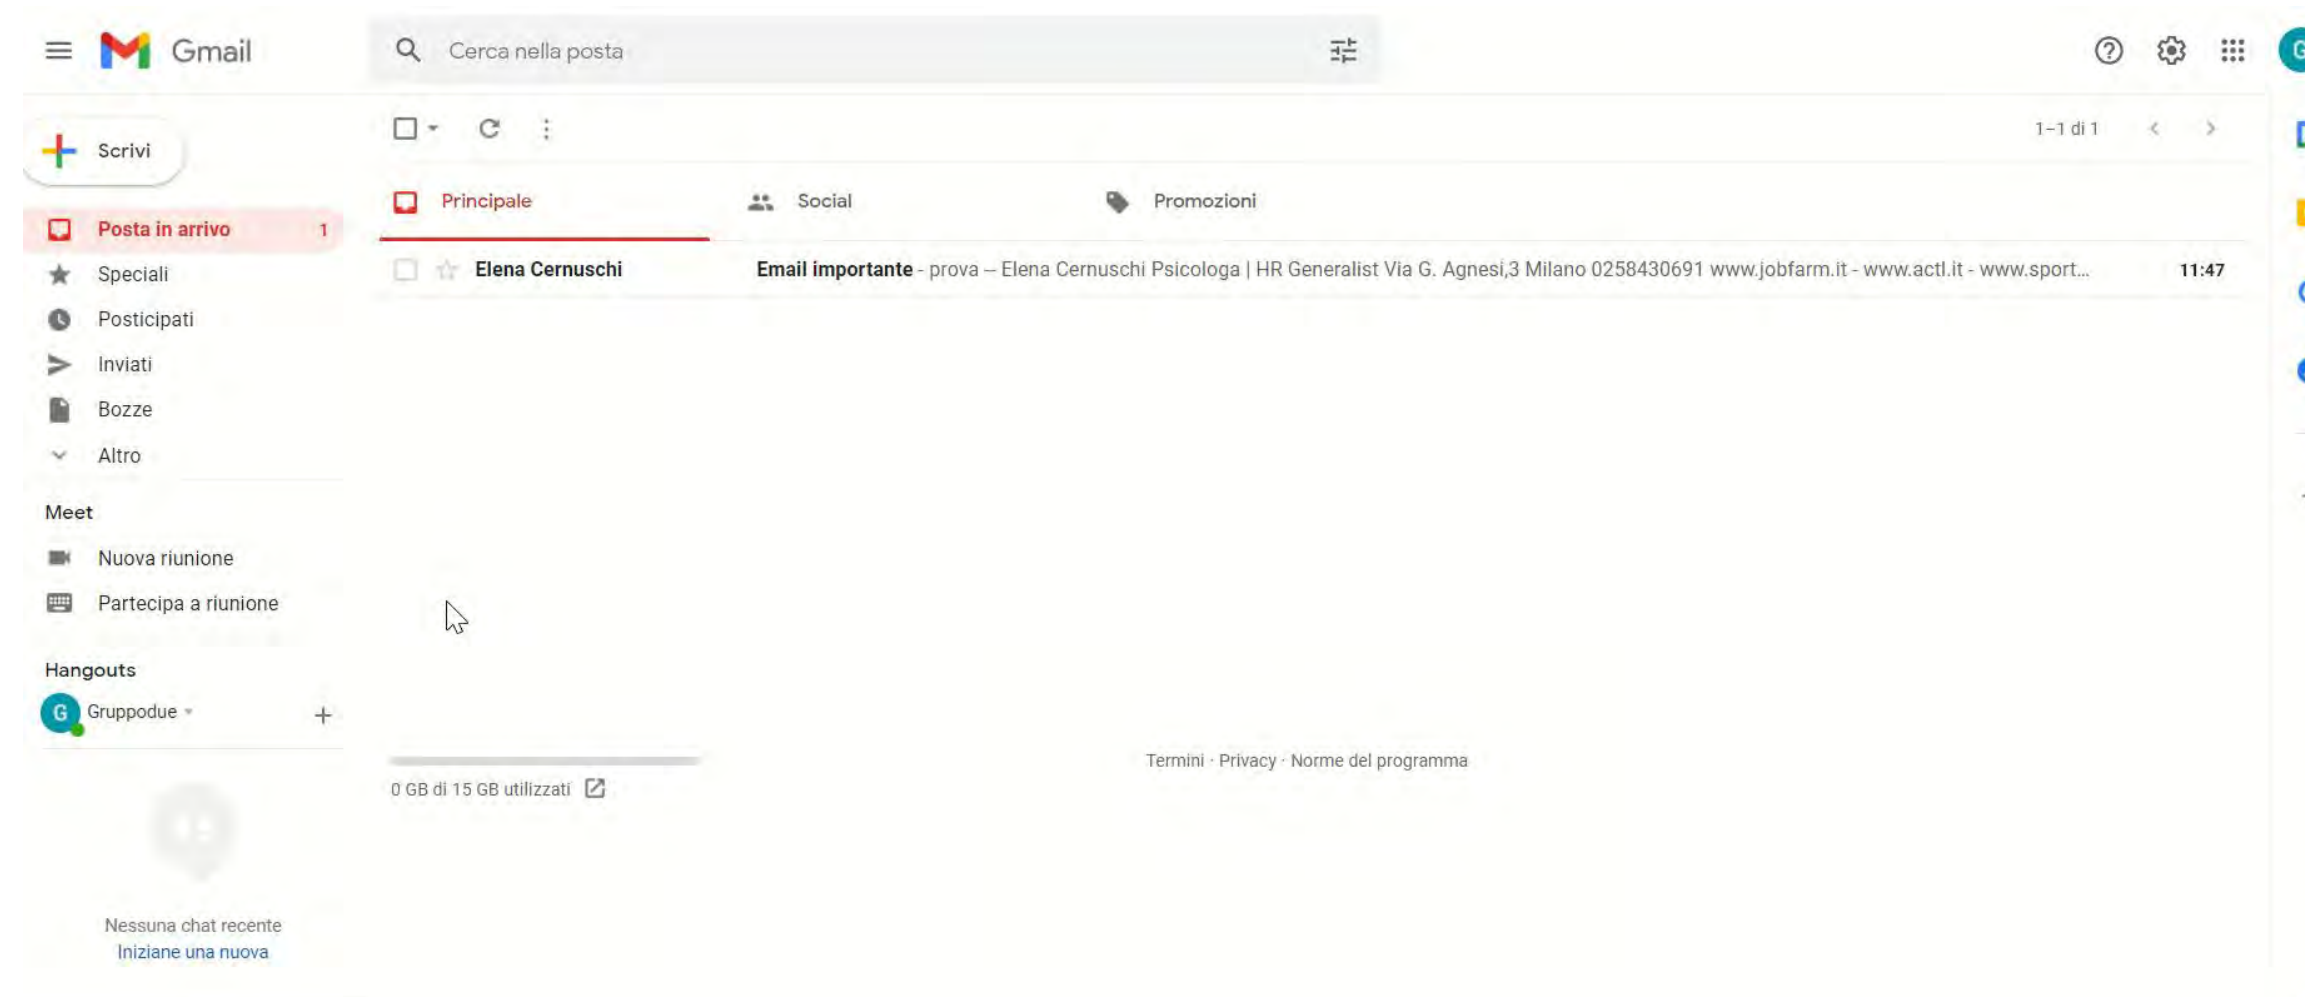 Gmail
Cerca nella posta
Scrivi
1–1 di 1
Posta in arrivo 1
Speciali
Posticipati
Inviati
Bozze
Altro
Principale
Social
Promozioni
Elena Cernuschi
Email importante - prova – Elena Cernuschi Psicologa | HR Generalist Via G. Agnesi,3 Milano 0258430691 www.jobfarm.it - www.actl.it - www.sport...
11:47
Meet
Nuova riunione
Partecipa a riunione
Hangouts
G Gruppodue
Nessuna chat recente
Iniziane una nuova
0 GB di 15 GB utilizzati
Termini · Privacy · Norme del programma
G